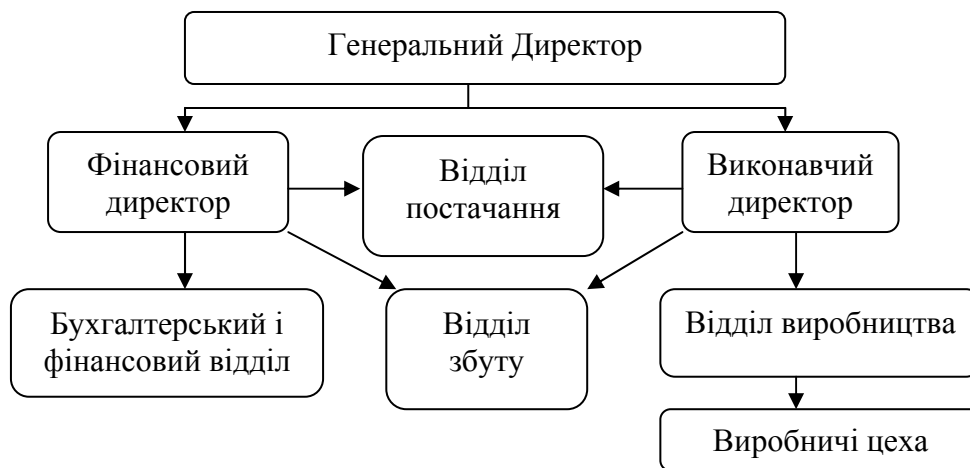 Генеральний Директор
Фінансовий
директор
Відділ
постачання
Виконавчий
директор
Бухгалтерський і
фінансовий відділ
Відділ
збуту
Відділ виробництва
Виробничі цеха